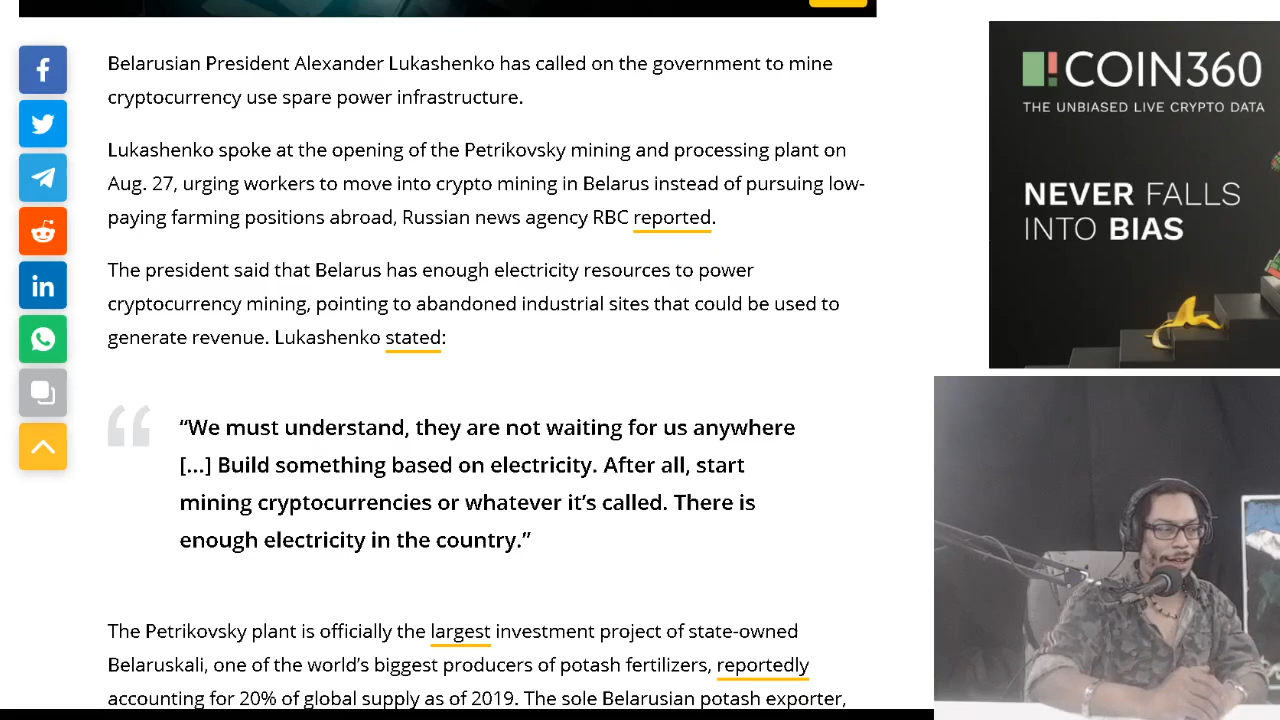 Belarusian President Alexander Lukashenko has called on the government to mine
cryptocurrency use spare power infrastructure.
Lukashenko spoke at the opening of the Petrikovsky mining and processing plant on
Aug. 27, urging workers to move into crypto mining in Belarus instead of pursuing low-
paying farming positions abroad, Russian news agency RBC reported.
The president said that Belarus has enough electricity resources to power
cryptocurrency mining, pointing to abandoned industrial sites that could be used to
generate revenue. Lukashenko stated:
“We must understand, they are not waiting for us anywhere
[...] Build something based on electricity. After all, start
mining cryptocurrencies or whatever it’s called. There is
enough electricity in the country.”
The Petrikovsky plant is officially the largest investment project of state-owned
Belaruskali, one of the world’s biggest producers of potash fertilizers, reportedly
accounting for 20% of global supply as of 2019. The sole Belarusian potash exporter,
COIN360
THE UNBIASED LIVE CRYPTO DATA
NEVER FALLS
INTO BIAS